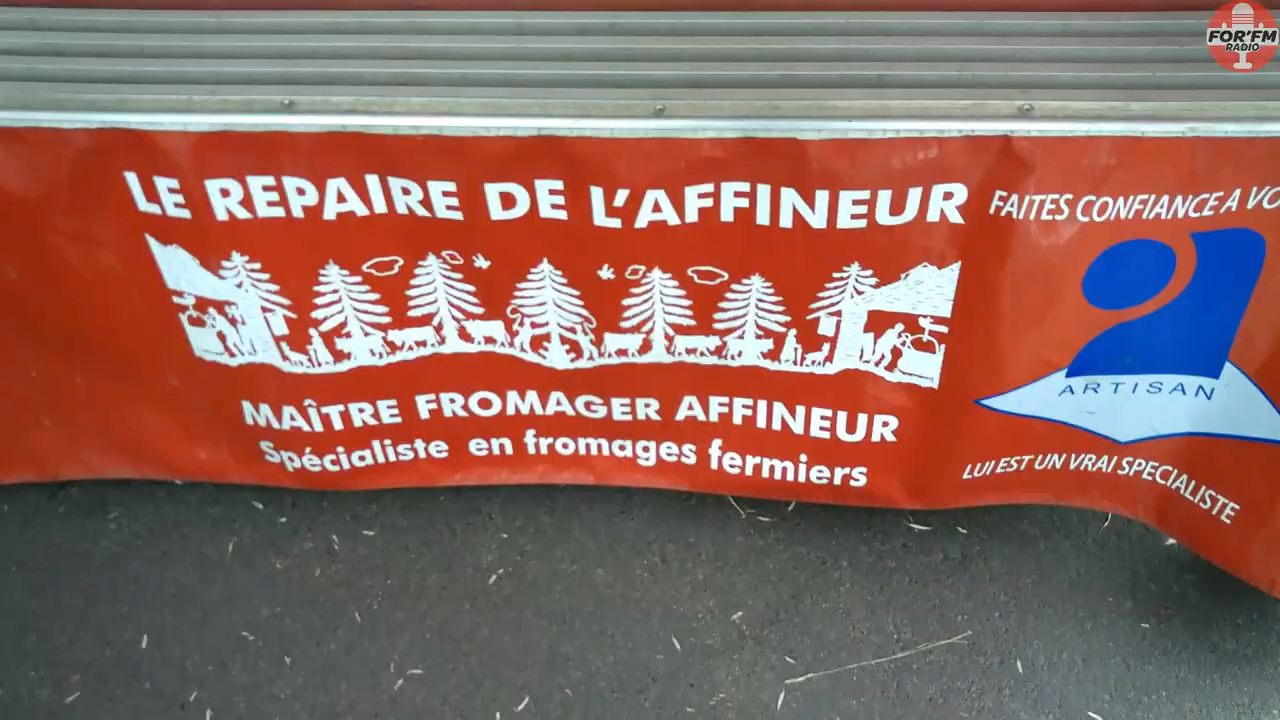 FOR'FM
RADIO
LE REPAIRE DE L'AFFINEUR
MAÎTRE FROMAGER AFFINEUR
Spécialiste en fromages fermiers
FAITES CONFIANCE A VO
ARTISAN
LUI EST UN VRAI SPECIALISTE